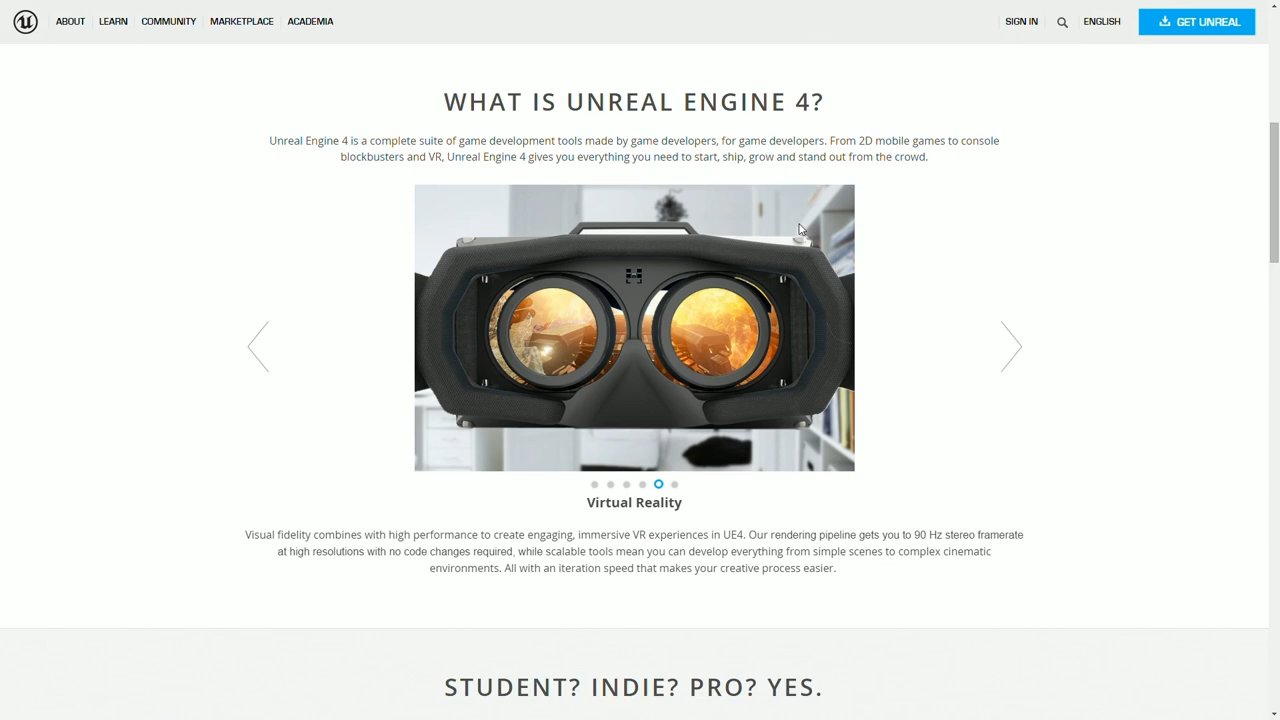 ABOUT LEARN COMMUNITY MARKETPLACE ACADEMIA SIGN IN ENGLISH GET UNREAL
WHAT IS UNREAL ENGINE 4?
Unreal Engine 4 is a complete suite of game development tools made by game developers, for game developers. From 2D mobile games to console
blockbusters and VR, Unreal Engine 4 gives you everything you need to start, ship, grow and stand out from the crowd.
Virtual Reality
Visual fidelity combines with high performance to create engaging, immersive VR experiences in UE4. Our rendering pipeline gets you to 90 Hz stereo framerate
at high resolutions with no code changes required, while scalable tools mean you can develop everything from simple scenes to complex cinematic
environments. All with an iteration speed that makes your creative process easier.
STUDENT? INDIE? PRO? YES.